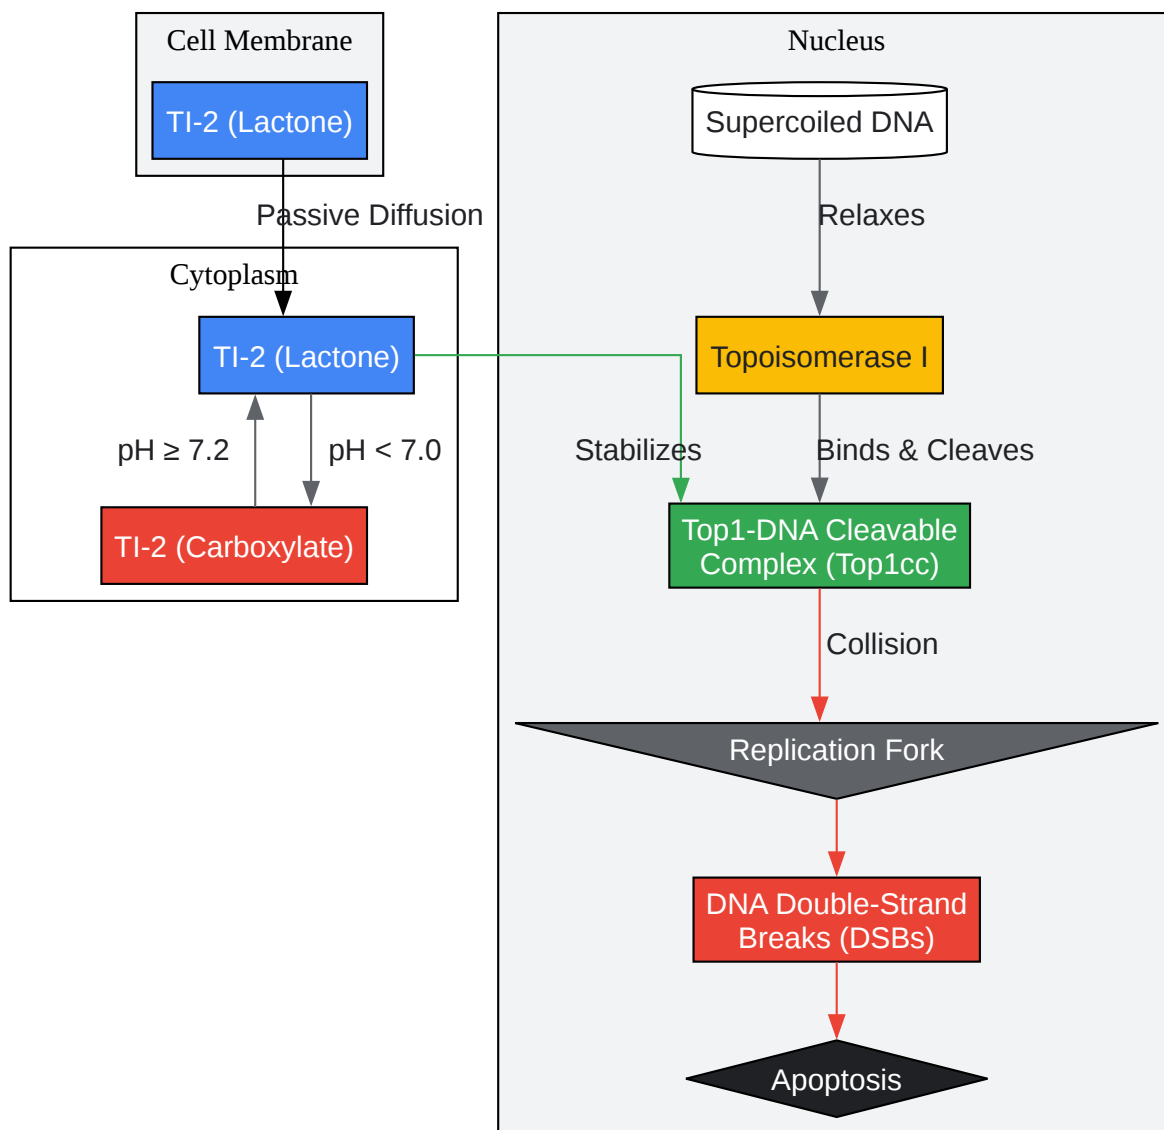 Cell Membrane
TI-2 (Lactone)
Passive Diffusion
Cytoplasm
TI-2 (Lactone)
pH ≥ 7.2
pH < 7.0
TI-2 (Carboxylate)
Nucleus
Supercoiled DNA
Relaxes
Topoisomerase I
Stabilizes
Binds & Cleaves
Top1-DNA Cleavable
Complex (Top1cc)
Collision
Replication Fork
DNA Double-Strand
Breaks (DSBs)
Apoptosis